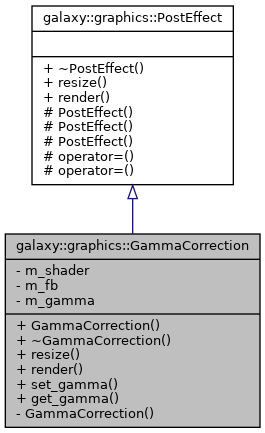 galaxy::graphics::PostEffect
+ ~PostEffect()
+ resize()
+ render()
# PostEffect()
# PostEffect()
# PostEffect()
# operator=()
# operator=()
galaxy::graphics::GammaCorrection
- m_shader
- m_fb
- m_gamma
+ GammaCorrection()
+ ~GammaCorrection()
+ resize()
+ render()
+ set_gamma()
+ get_gamma()
- GammaCorrection()